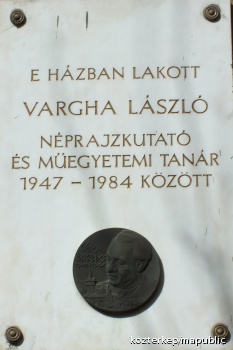 E HÁZBAN LAKOTT
VARGHA LÁSZLÓ
NÉPRAJZKUTATÓ
ÉS MŰEGYETEMI TANÁR
1947 – 1984 KÖZÖTT
kozterkep/mapublic